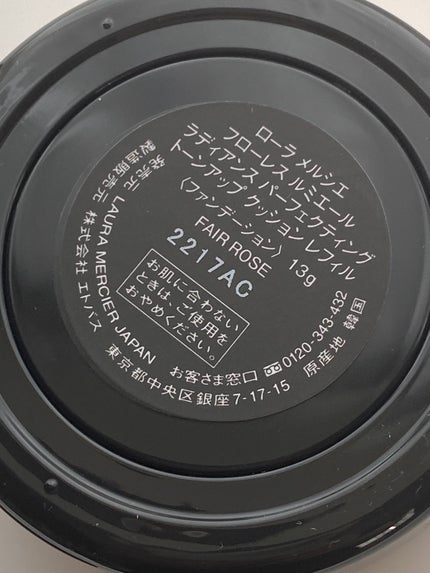 ローラ メルシエ
フローレス ルミエール
ラディアンス パーフェクティング
トーンアップ クッション レフィル
〈ファンデーション〉 13g
FAIR ROSE
2217AC
お肌に合わない
ときは、ご使用を
おやめください。
発売元 LAURA MERCIER JAPAN お客さま窓口 0120-343-432
製造販売元 株式会社 エトバス 東京都中央区銀座7-17-15 原産地 韓国